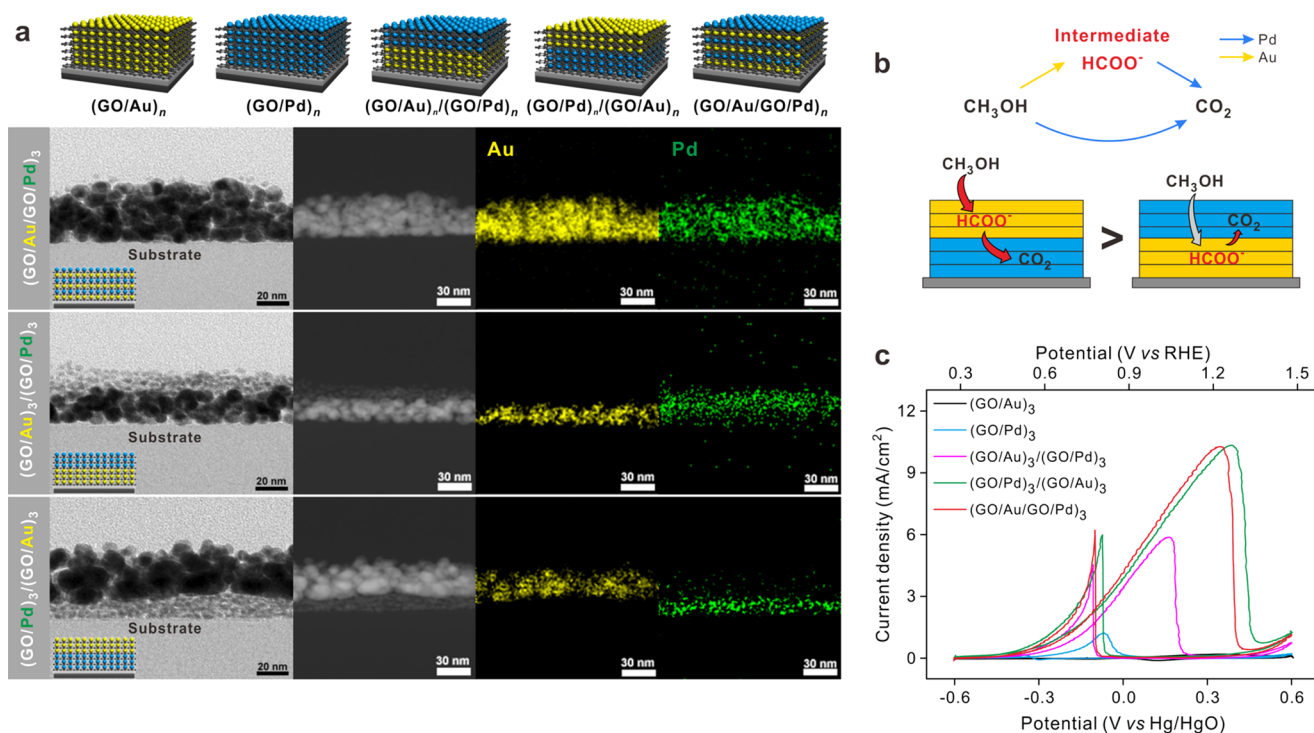 a
(GO/Au)n
(GO/Pd)n
(GO/Au)n/(GO/Pd)n
(GO/Pd)n/(GO/Au)n
(GO/Au/GO/Pd)n
(GO/Au/GO/Pd)3
Substrate
20 nm
30 nm
Au
30 nm
Pd
30 nm
(GO/Au)3/(GO/Pd)3
Substrate
20 nm
30 nm
30 nm
30 nm
(GO/Pd)3/(GO/Au)3
Substrate
20 nm
30 nm
30 nm
30 nm
b
Intermediate
HCOO-
Pd
Au
CH3OH
CO2
CH3OH
HCOO-
CO2
>
CH3OH
CO2
HCOO-
c
Potential (V vs RHE)
0.3 0.6 0.9 1.2 1.5
(GO/Au)3
(GO/Pd)3
(GO/Au)3/(GO/Pd)3
(GO/Pd)3/(GO/Au)3
(GO/Au/GO/Pd)3
Current density (mA/cm2)
12
9
6
3
0
-0.6 -0.3 0.0 0.3 0.6
Potential (V vs Hg/HgO)